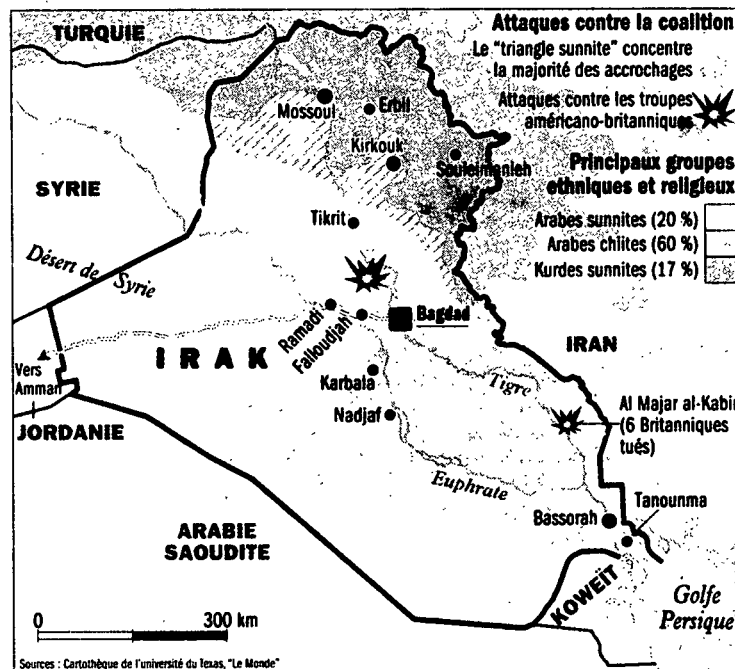 Attaques contre la coalition
Le "triangle sunnite" concentre
la majorité des accrochages
Attaques contre les troupes
américano-britanniques
Principaux groupes
ethniques et religieux
Arabes sunnites (20 %)
Arabes chiites (60 %)
Kurdes sunnites (17 %)
TURQUIE
Mossoul
Erbil
Kirkouk
Souleimanieh
SYRIE
Tikrit
Désert de Syrie
Ramadi
Falloudjah
Bagdad
IRAK
IRAN
Vers
Amman
Karbala
Tigre
Nadjaf
Al Majar al-Kabir
(6 Britanniques
tués)
JORDANIE
Euphrate
Bassorah
Tanounma
ARABIE
SAOUDITE
KOWEÏT
Golfe
Persique
0 300 km
Sources : Cartothèque de l'université du Texas, "Le Monde"